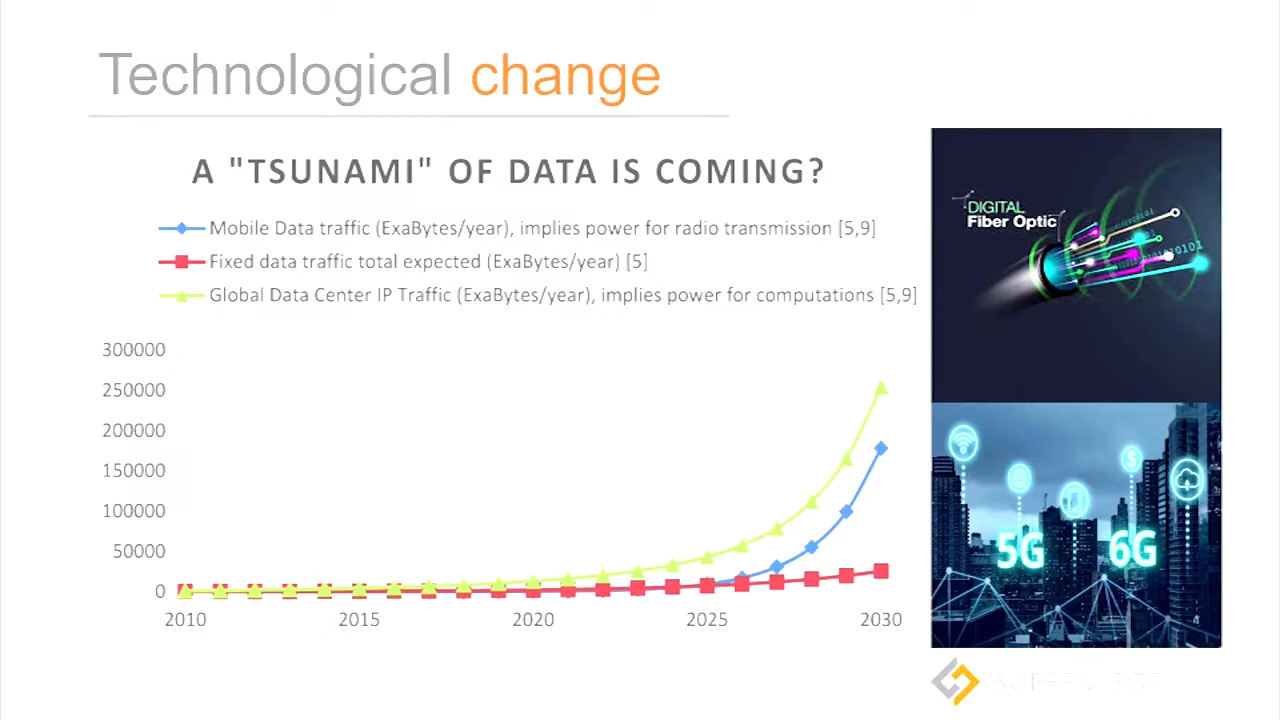 Technological change
A "TSUNAMI" OF DATA IS COMING?
Mobile Data traffic (ExaBytes/year), implies power for radio transmission [5,9]
Fixed data traffic total expected (ExaBytes/year) [5]
Global Data Center IP Traffic (ExaBytes/year), implies power for computations [5,9]
300000
250000
200000
150000
100000
50000
0
2010 2015 2020 2025 2030
DIGITAL
Fiber Optic
5G 6G